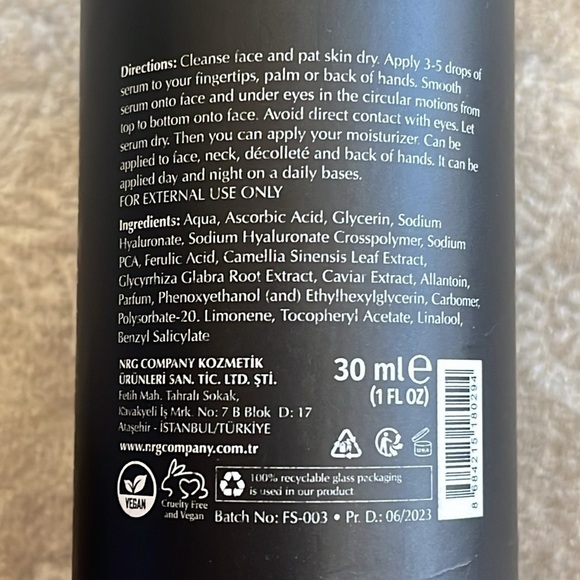 Directions: Cleanse face and pat skin dry. Apply 3-5 drops of
serum to your fingertips, palm or back of hands. Smooth
serum onto face and under eyes in the circular motions from
top to bottom onto face. Avoid direct contact with eyes. Let
serum dry. Then you can apply your moisturizer. Can be
applied to face, neck, décolleté and back of hands. It can be
applied day and night on a daily bases.
FOR EXTERNAL USE ONLY
Ingredients: Aqua, Ascorbic Acid, Glycerin, Sodium
Hyaluronate, Sodium Hyaluronate Crosspolymer, Sodium
PCA, Ferulic Acid, Camellia Sinensis Leaf Extract,
Glycyrrhiza Glabra Root Extract, Caviar Extract, Allantoin,
Parfum, Phenoxyethanol (and) Ethylhexylglycerin, Carbomer,
Polysorbate-20. Limonene, Tocopheryl Acetate, Linalool,
Benzyl Salicylate
NRG COMPANY KOZMETİK
ÜRÜNLERİ SAN. TİC. LTD. ŞTİ.
Fetih Mah. Tahralı Sokak,
Kavakyeli İş Mrk. No: 7 B Blok D: 17
Ataşehir - İSTANBUL/TÜRKİYE
www.nrgcompany.com.tr
30 ml e
(1 FL OZ)
8 684215 180294
VEGAN
Cruelty Free
and Vegan
100% recyclable glass packaging
is used in our product
Batch No: FS-003 • Pr. D.: 06/2023